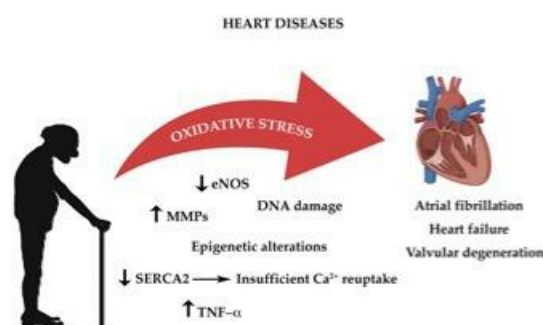 HEART DISEASES
OXIDATIVE STRESS
↓ eNOS
↑ MMPs
DNA damage
Epigenetic alterations
↓ SERCA2 → Insufficient Ca²⁺ reuptake
↑ TNF-α
Atrial fibrillation
Heart failure
Valvular degeneration